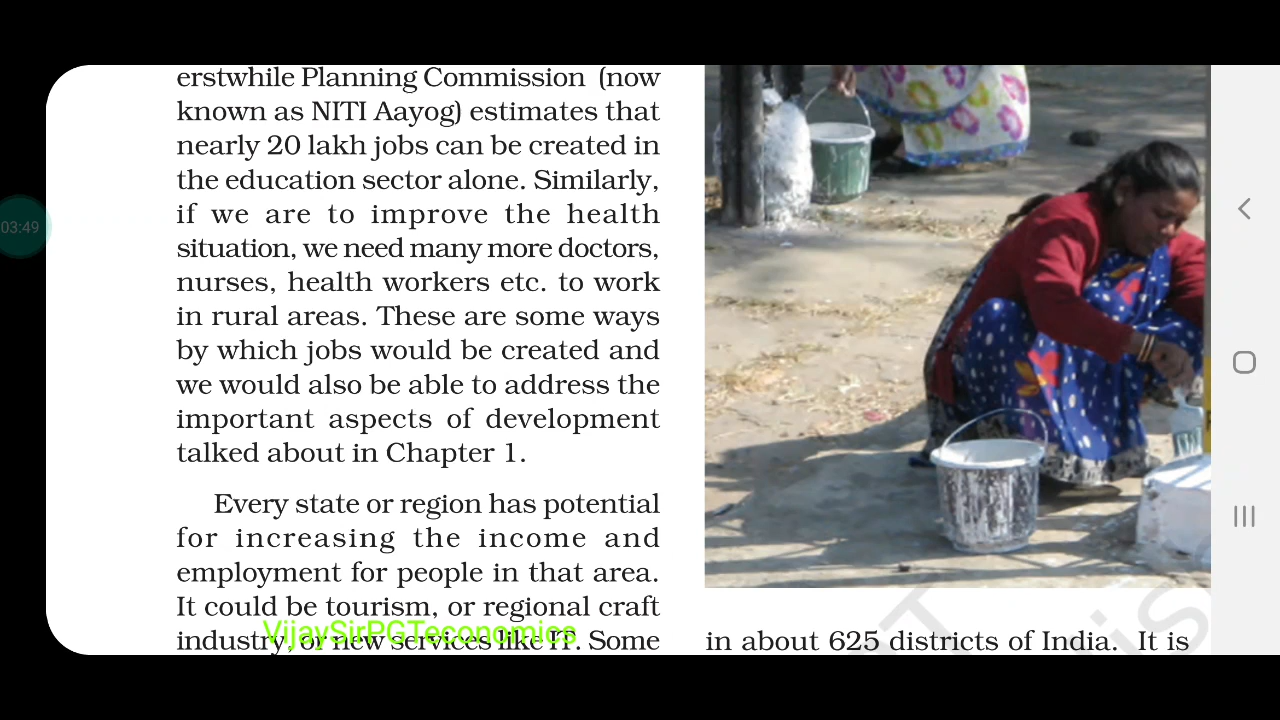 erstwhile Planning Commission (now
known as NITI Aayog) estimates that
nearly 20 lakh jobs can be created in
the education sector alone. Similarly,
if we are to improve the health
situation, we need many more doctors,
nurses, health workers etc. to work
in rural areas. These are some ways
by which jobs would be created and
we would also be able to address the
important aspects of development
talked about in Chapter 1.
Every state or region has potential
for increasing the income and
employment for people in that area.
It could be tourism, or regional craft
industry, or new services like IT. Some
VijaySirPGTeconomics
in about 625 districts of India. It is
03:49